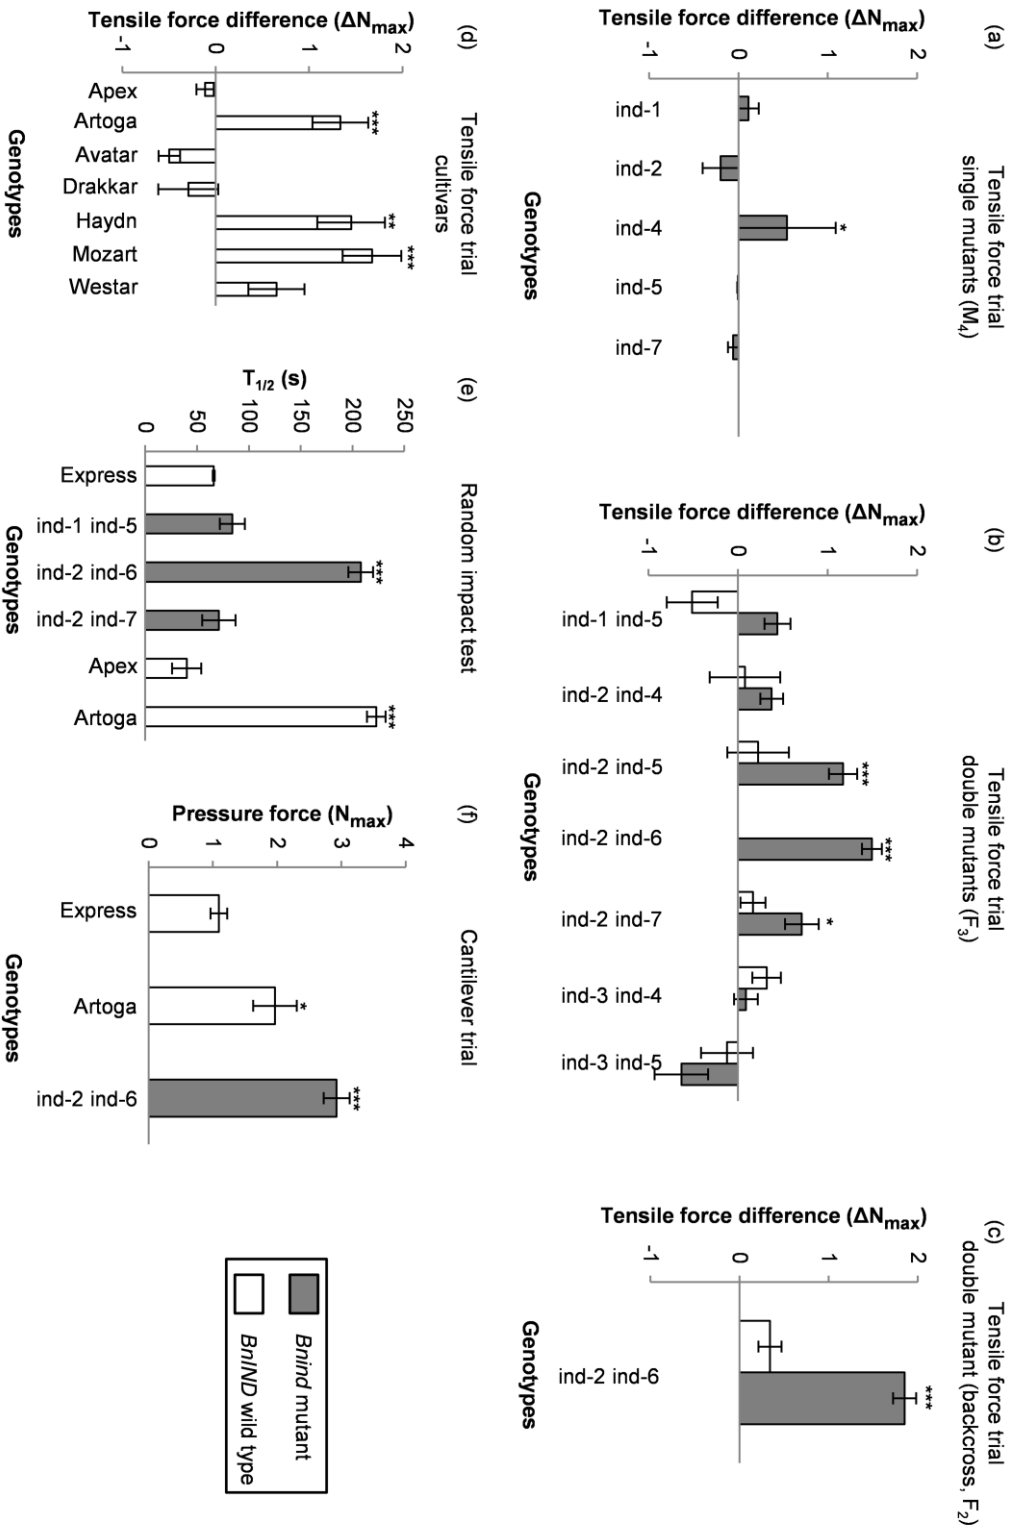 (a)
Tensile force trial
single mutants (M4)
Tensile force difference (ΔNmax)
2
1
0
-1
*
ind-1
ind-2
ind-4
ind-5
ind-7
Genotypes
(b)
Tensile force trial
double mutants (F3)
Tensile force difference (ΔNmax)
2
1
0
-1
***
***
*
ind-1 ind-5
ind-2 ind-4
ind-2 ind-5
ind-2 ind-6
ind-2 ind-7
ind-3 ind-4
ind-3 ind-5
Genotypes
(c)
Tensile force trial
double mutant (backcross, F2)
Tensile force difference (ΔNmax)
2
1
0
-1
***
ind-2 ind-6
Genotypes
(d)
Tensile force trial
cultivars
Tensile force difference (ΔNmax)
2
1
0
-1
***
**
***
Apex
Artoga
Avatar
Drakkar
Haydn
Mozart
Westar
Genotypes
(e)
Random impact test
T1/2 (s)
250
200
150
100
50
0
***
***
Express
ind-1 ind-5
ind-2 ind-6
ind-2 ind-7
Apex
Artoga
Genotypes
(f)
Cantilever trial
Pressure force (Nmax)
4
3
2
1
0
*
***
Express
Artoga
ind-2 ind-6
Genotypes
Bnind mutant
BnIND wild type